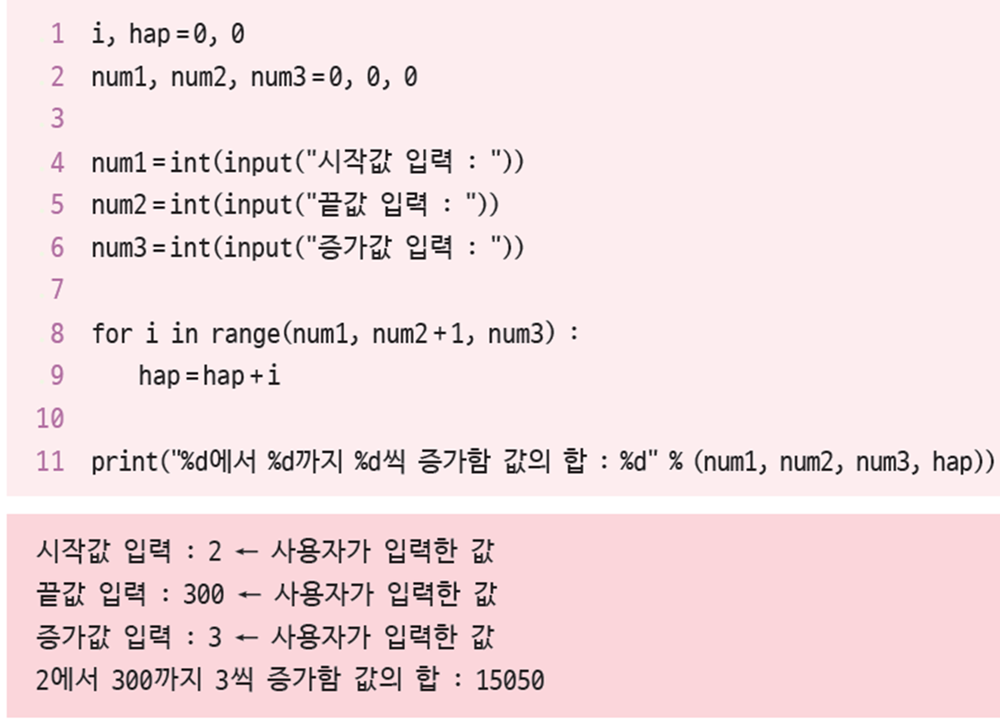 1 i, hap=0, 0
2 num1, num2, num3=0, 0, 0
3
4 num1=int(input("시작값 입력 : "))
5 num2=int(input("끝값 입력 : "))
6 num3=int(input("증가값 입력 : "))
7
8 for i in range(num1, num2+1, num3) :
9 hap=hap+i
10
11 print("%d에서 %d까지 %d씩 증가함 값의 합 : %d" % (num1, num2, num3, hap))
시작값 입력 : 2 ← 사용자가 입력한 값
끝값 입력 : 300 ← 사용자가 입력한 값
증가값 입력 : 3 ← 사용자가 입력한 값
2에서 300까지 3씩 증가함 값의 합 : 15050